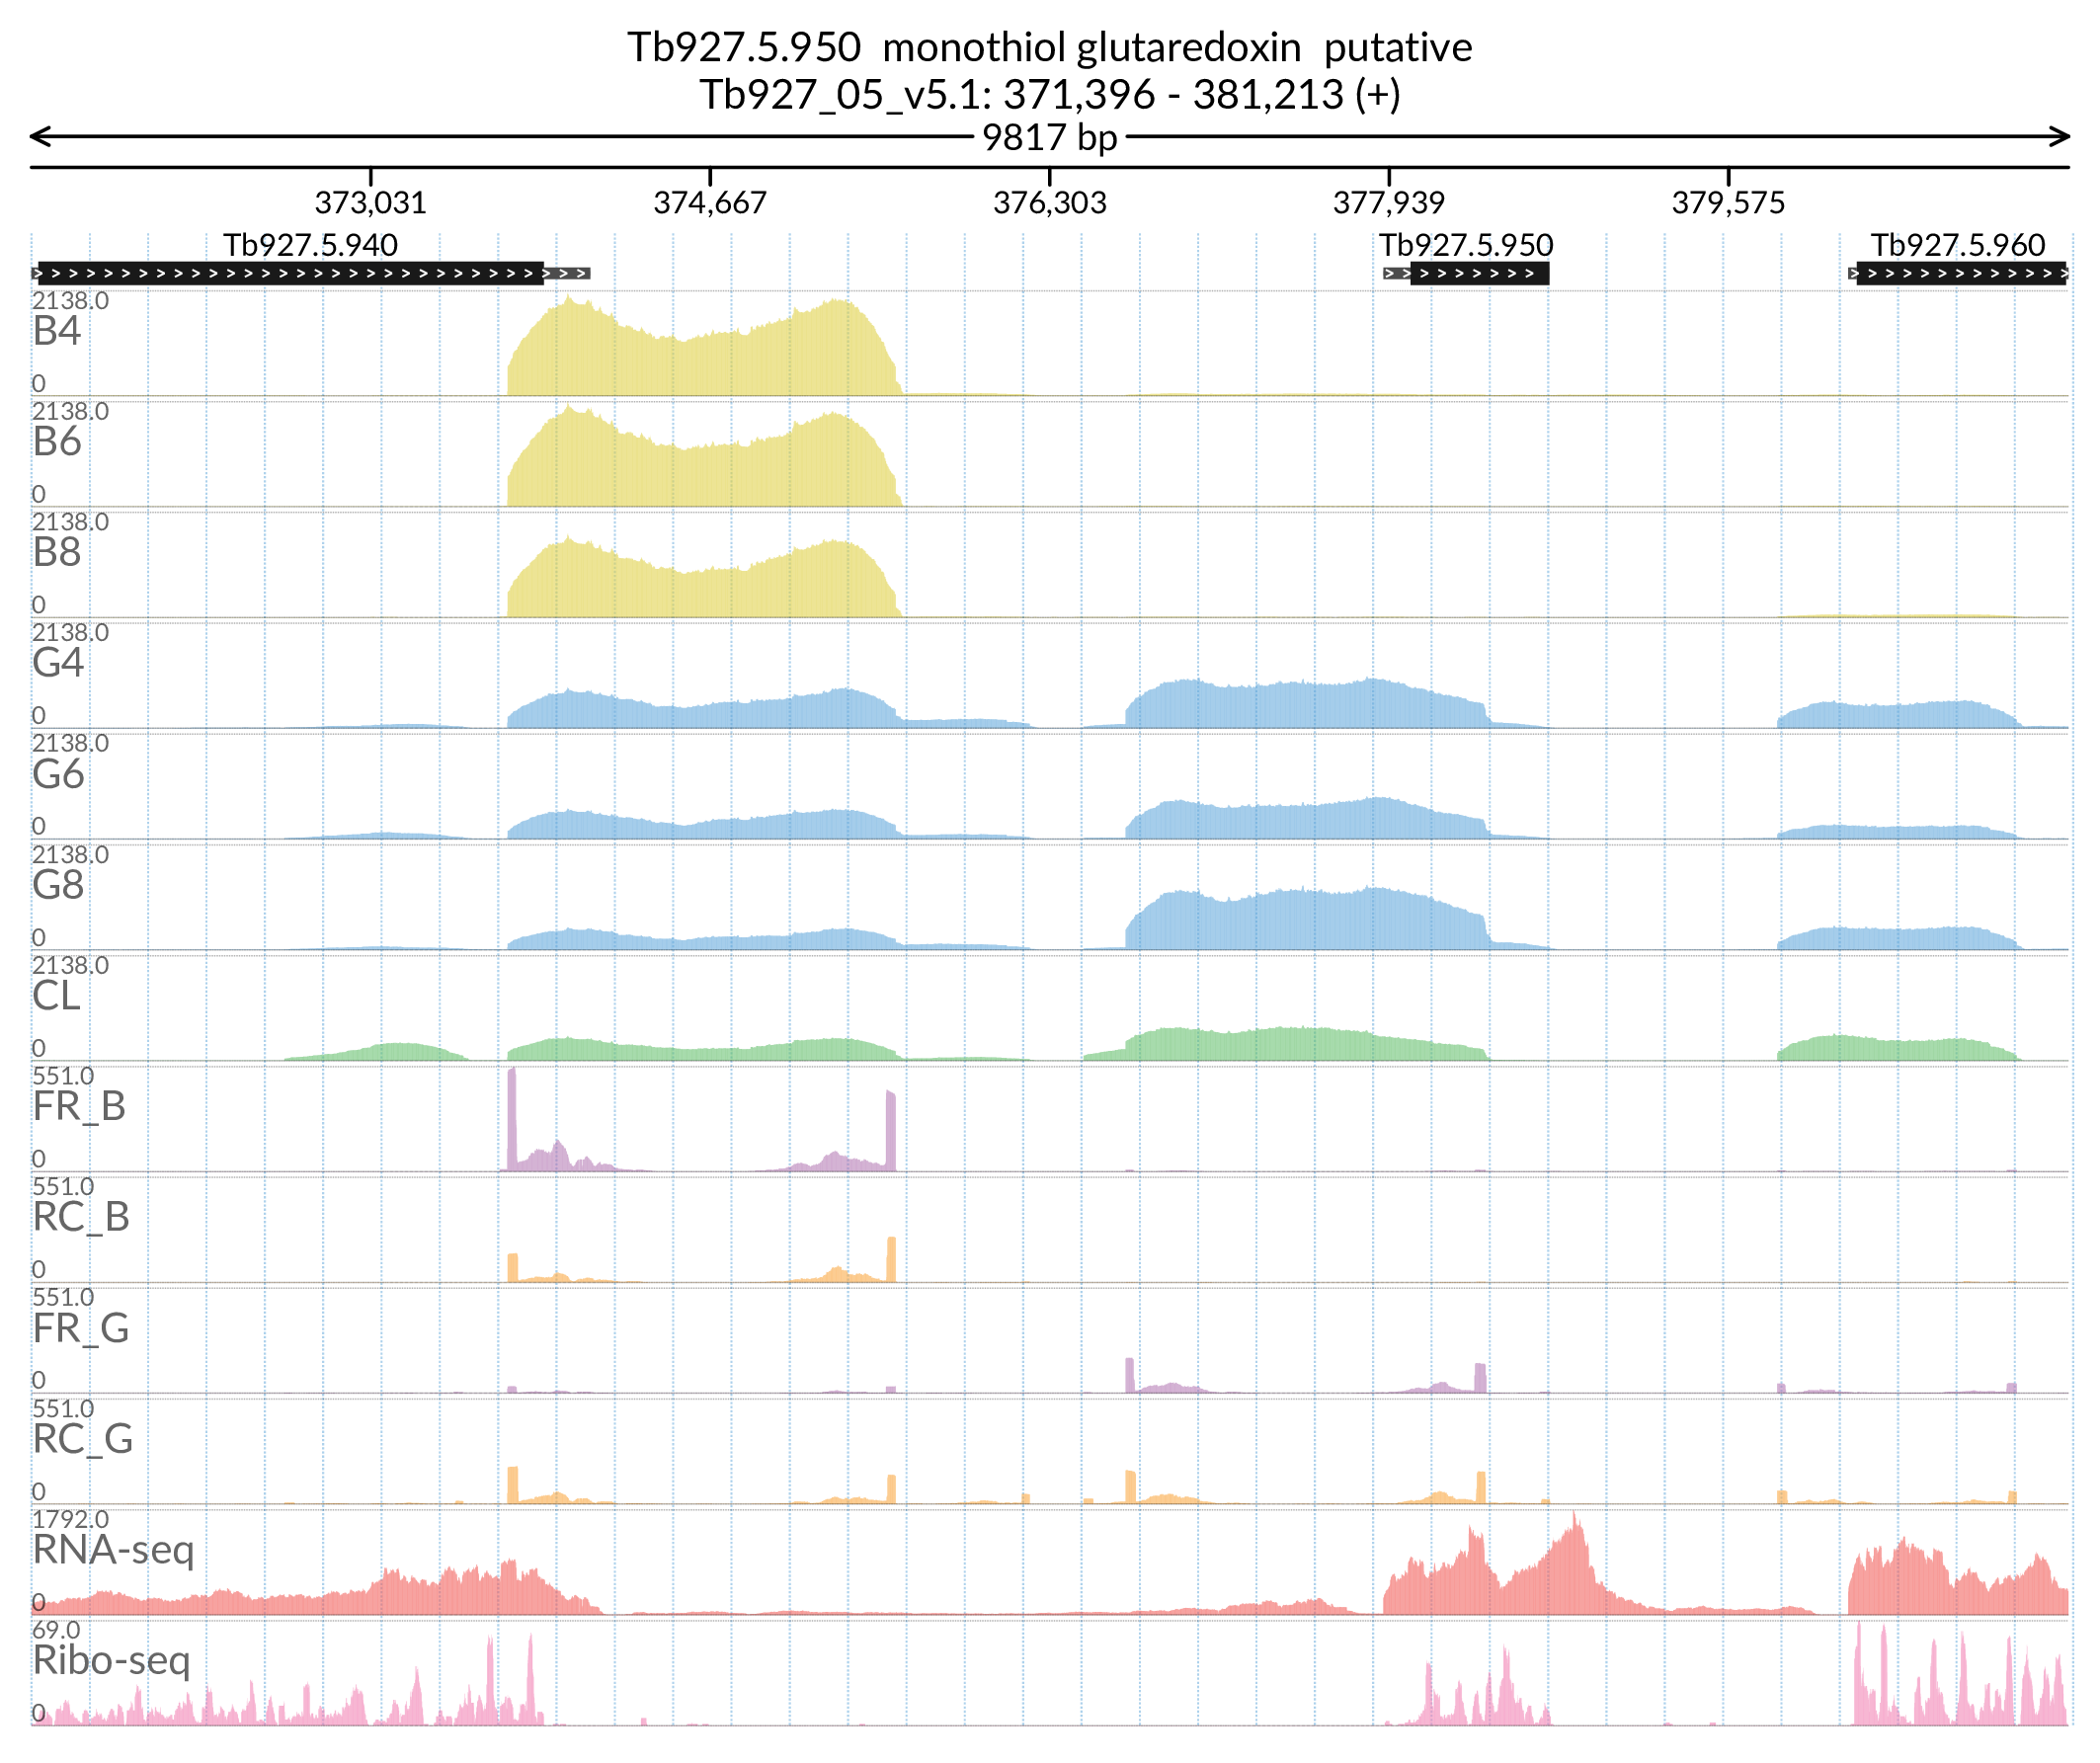 Tb927.5.950 monothiol glutaredoxin putative
Tb927_05_v5.1: 371,396 - 381,213 (+)
9817 bp
373,031 374,667 376,303 377,939 379,575
Tb927.5.940 Tb927.5.950 Tb927.5.960
2138.0
B4
0
2138.0
B6
0
2138.0
B8
0
2138.0
G4
0
2138.0
G6
0
2138.0
G8
0
2138.0
CL
0
551.0
FR_B
0
551.0
RC_B
0
551.0
FR_G
0
551.0
RC_G
0
1792.0
RNA-seq
0
69.0
Ribo-seq
0